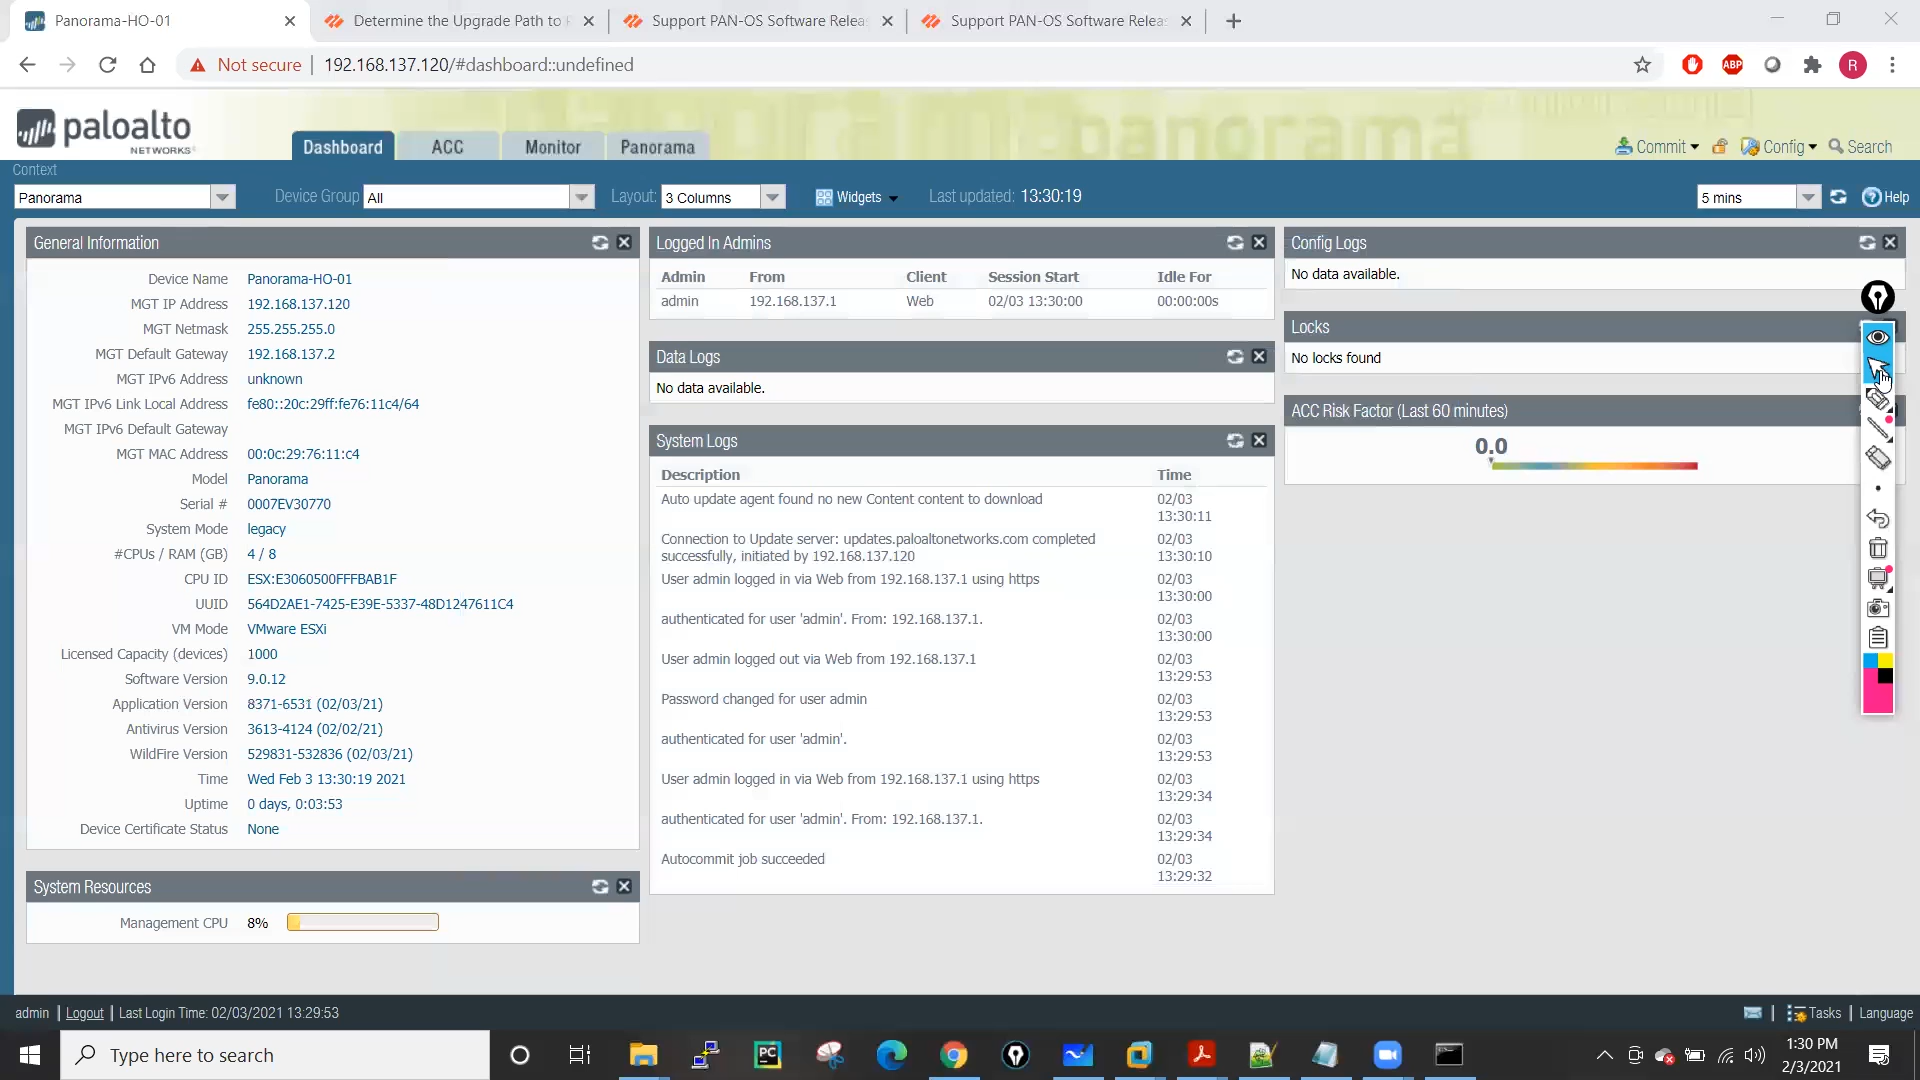 Panorama-HO-01
Determine the Upgrade Path to
Support PAN-OS Software Relea
Support PAN-OS Software Relea
Not secure
192.168.137.120/#dashboard::undefined
ABP
R
paloalto
NETWORKS
panorama
Dashboard
ACC
Monitor
Panorama
Commit
Config
Search
Context
Panorama
Device Group
All
Layout:
3 Columns
Widgets
Last updated: 13:30:19
5 mins
Help
General Information
Device Name Panorama-HO-01
MGT IP Address 192.168.137.120
MGT Netmask 255.255.255.0
MGT Default Gateway 192.168.137.2
MGT IPv6 Address unknown
MGT IPv6 Link Local Address fe80::20c:29ff:fe76:11c4/64
MGT IPv6 Default Gateway
MGT MAC Address 00:0c:29:76:11:c4
Model Panorama
Serial # 0007EV30770
System Mode legacy
#CPUs / RAM (GB) 4 / 8
CPU ID ESX:E3060500FFFBAB1F
UUID 564D2AE1-7425-E39E-5337-48D1247611C4
VM Mode VMware ESXi
Licensed Capacity (devices) 1000
Software Version 9.0.12
Application Version 8371-6531 (02/03/21)
Antivirus Version 3613-4124 (02/02/21)
WildFire Version 529831-532836 (02/03/21)
Time Wed Feb 3 13:30:19 2021
Uptime 0 days, 0:03:53
Device Certificate Status None
System Resources
Management CPU 8%
Logged In Admins
Admin From Client Session Start Idle For
admin 192.168.137.1 Web 02/03 13:30:00 00:00:00s
Data Logs
No data available.
System Logs
Description Time
Auto update agent found no new Content content to download 02/03
13:30:11
Connection to Update server: updates.paloaltonetworks.com completed 02/03
successfully, initiated by 192.168.137.120 13:30:10
User admin logged in via Web from 192.168.137.1 using https 02/03
13:30:00
authenticated for user 'admin'. From: 192.168.137.1. 02/03
13:30:00
User admin logged out via Web from 192.168.137.1 02/03
13:29:53
Password changed for user admin 02/03
13:29:53
authenticated for user 'admin'. 02/03
13:29:53
User admin logged in via Web from 192.168.137.1 using https 02/03
13:29:34
authenticated for user 'admin'. From: 192.168.137.1. 02/03
13:29:34
Autocommit job succeeded 02/03
13:29:32
Config Logs
No data available.
Locks
No locks found
ACC Risk Factor (Last 60 minutes)
0.0
admin
Logout
Last Login Time: 02/03/2021 13:29:53
Tasks
Language
Type here to search
PC
1:30 PM
2/3/2021